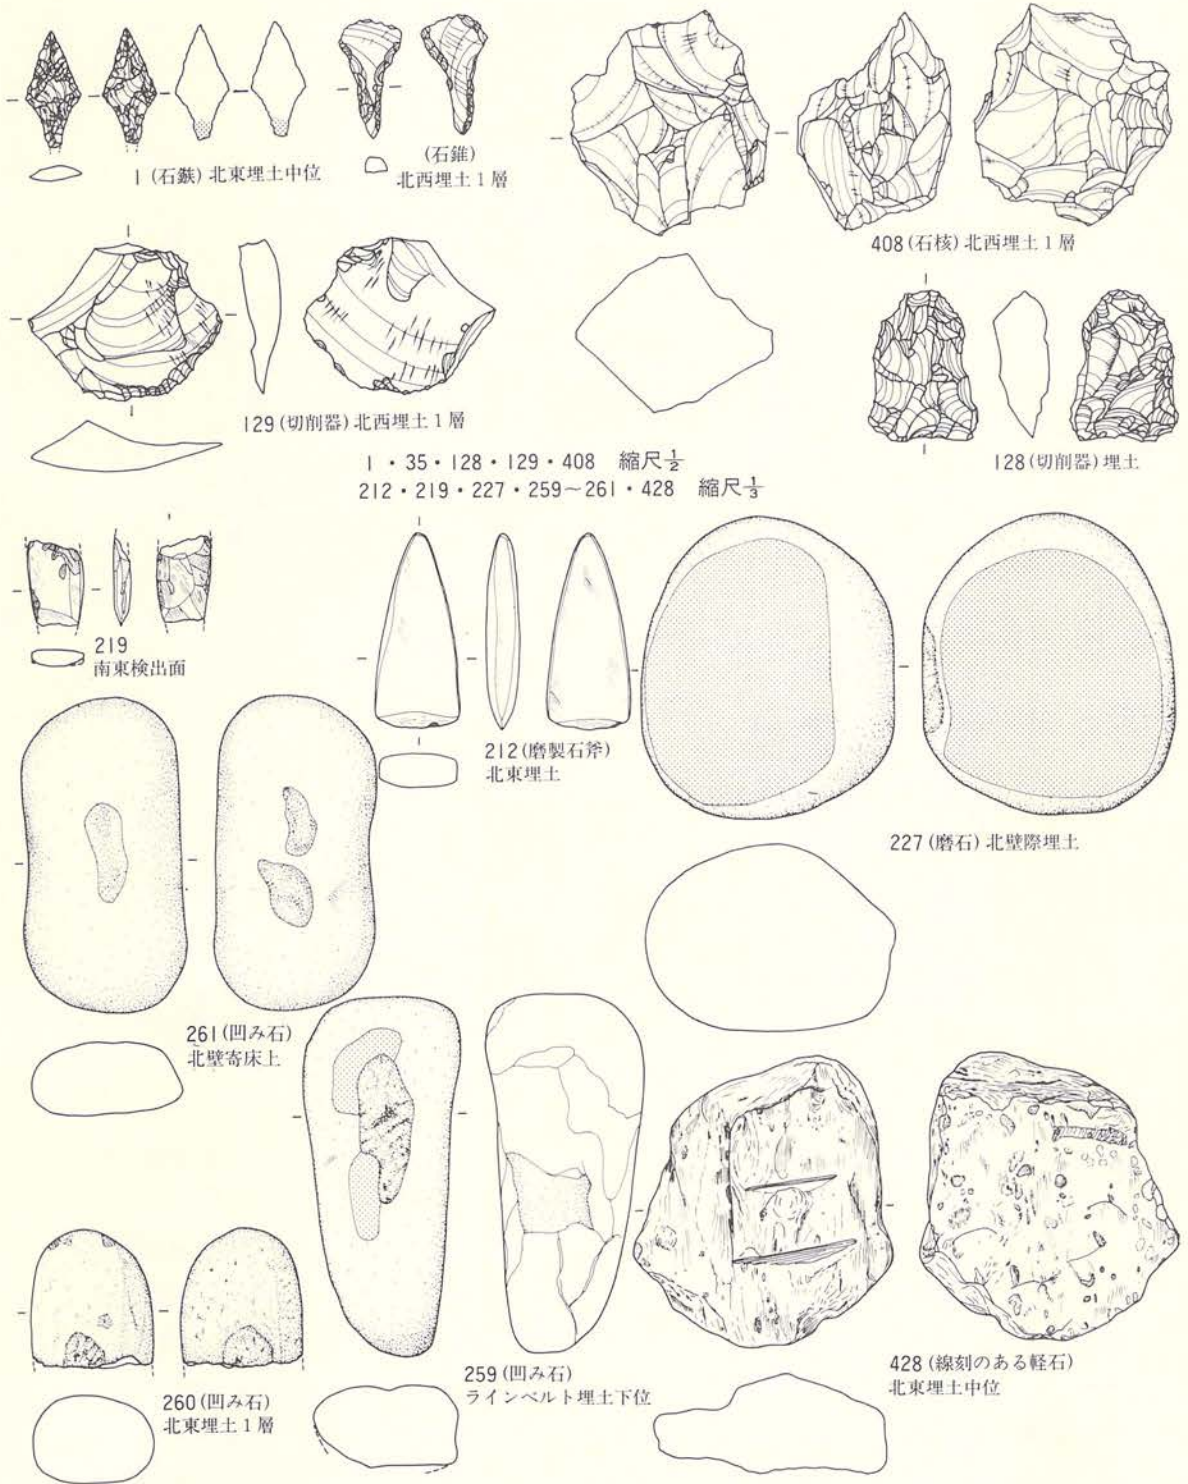 1 (石鏃) 北東埋土中位
(石錐)
北西埋土1層
408 (石核) 北西埋土1層
129 (切削器) 北西埋土1層
128 (切削器) 埋土
1・35・128・129・408 縮尺1/2
212・219・227・259～261・428 縮尺1/3
219
南東検出面
212 (磨製石斧)
北東埋土
227 (磨石) 北壁際埋土
261 (凹み石)
北壁寄床上
259 (凹み石)
ラインベルト埋土下位
428 (線刻のある軽石)
北東埋土中位
260 (凹み石)
北東埋土1層